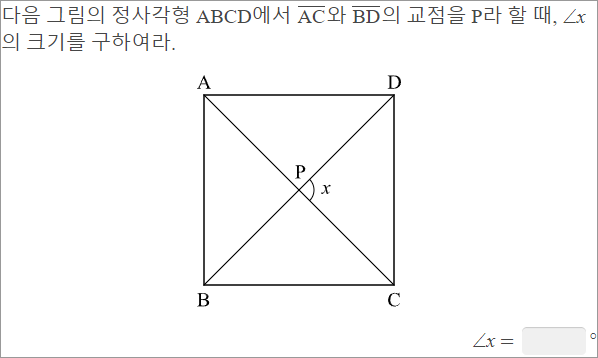 다음 그림의 정사각형 ABCD에서 AC와 BD의 교점을 P라 할 때, ∠x
의 크기를 구하여라.
A D
P
x
B C
∠x = °